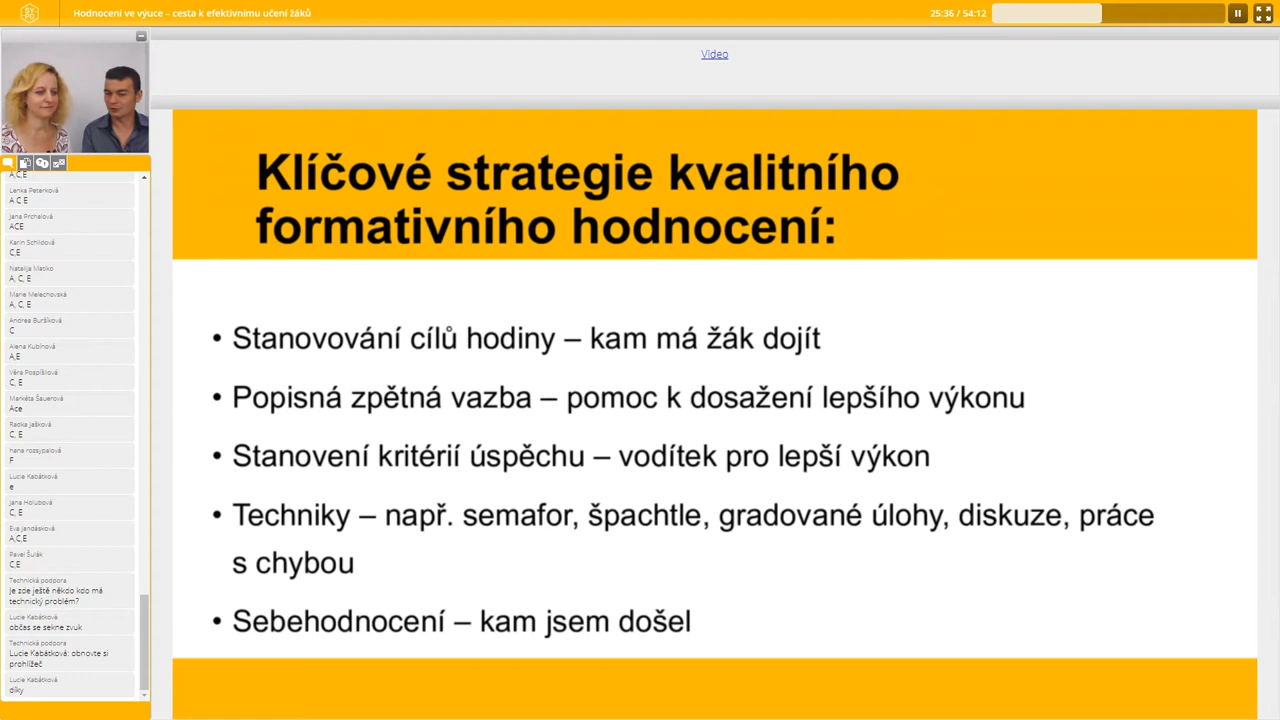 Hodnocení ve výuce – cesta k efektivnímu učení žáků
25:36 / 54:12
Video
A,C,E
Lenka Peterková
A C E
Jana Prchalová
ACE
Karin Schildová
C,E
Natalija Matiko
A, C, E
Marie Melechovská
A, C, E
Andrea Buršíková
C
Alena Kubínová
A,E
Věra Pospíšilová
C, E
Markéta Šauerová
Ace
Radka Jašková
C, E
hana rozsypalová
F
Lucie Kabátková
e
Jana Holubová
C, E
Eva Jandásková
A,C,E
Pavel Šulák
C,E
Technická podpora
Je zde ještě někdo kdo má
technický problém?
Lucie Kabátková
občas se sekne zvuk
Technická podpora
Lucie Kabátková: obnovte si
prohlížeč
Lucie Kabátková
díky
Klíčové strategie kvalitního
formativního hodnocení:
• Stanovování cílů hodiny – kam má žák dojít
• Popisná zpětná vazba – pomoc k dosažení lepšího výkonu
• Stanovení kritérií úspěchu – vodítek pro lepší výkon
• Techniky – např. semafor, špachtle, gradované úlohy, diskuze, práce
s chybou
• Sebehodnocení – kam jsem došel